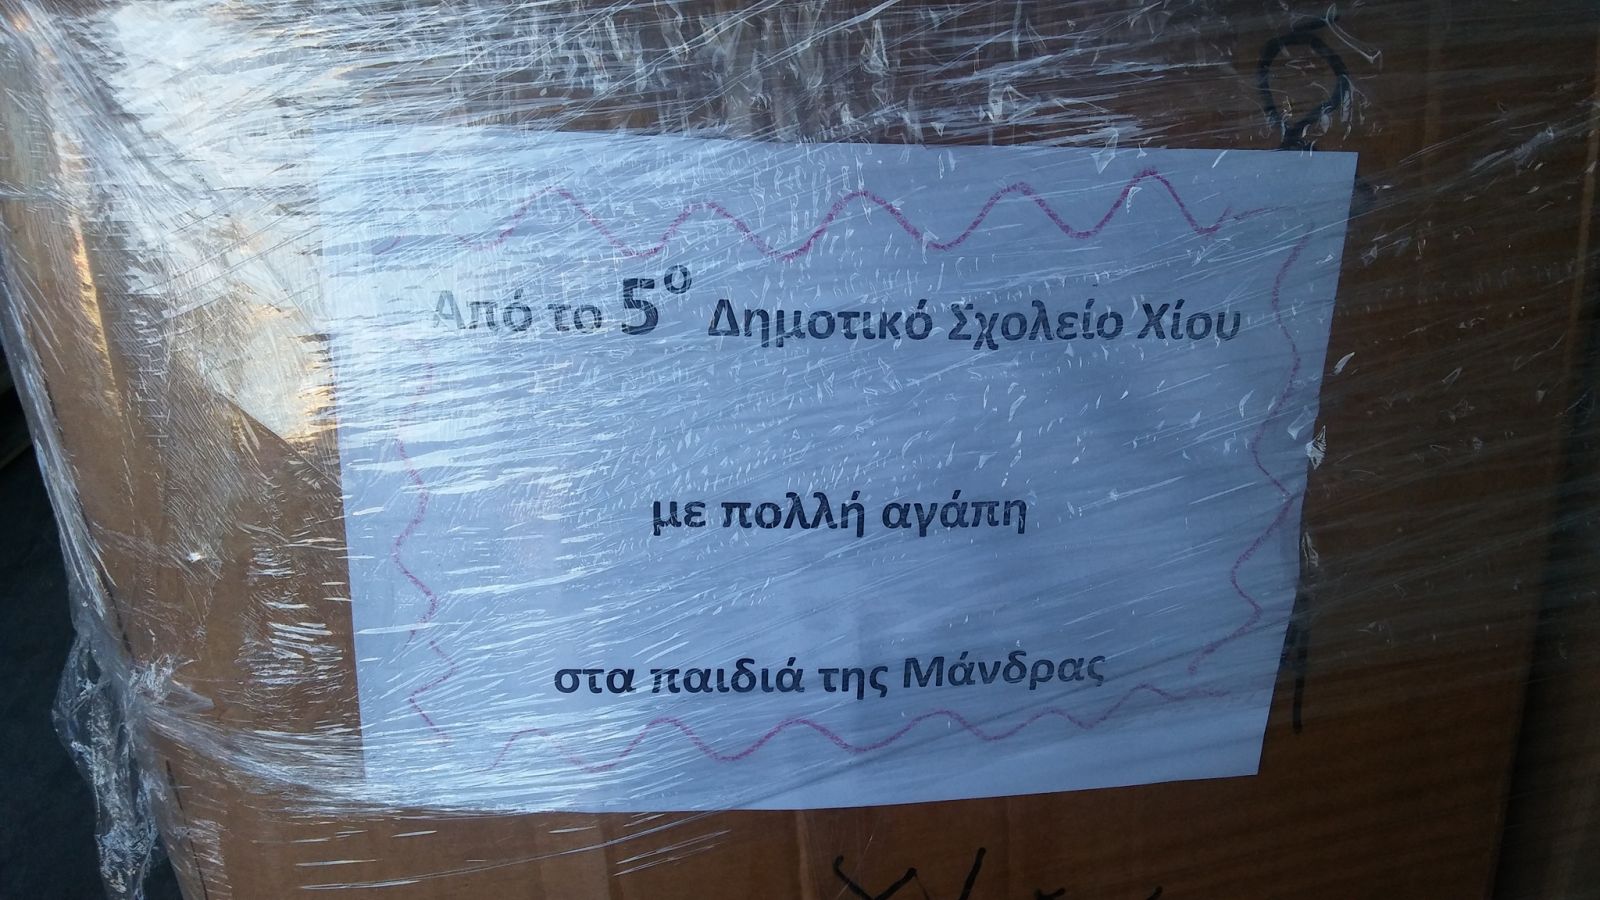 Από το 5ο Δημοτικό Σχολείο Χίου
με πολλή αγάπη
στα παιδιά της Μάνδρας